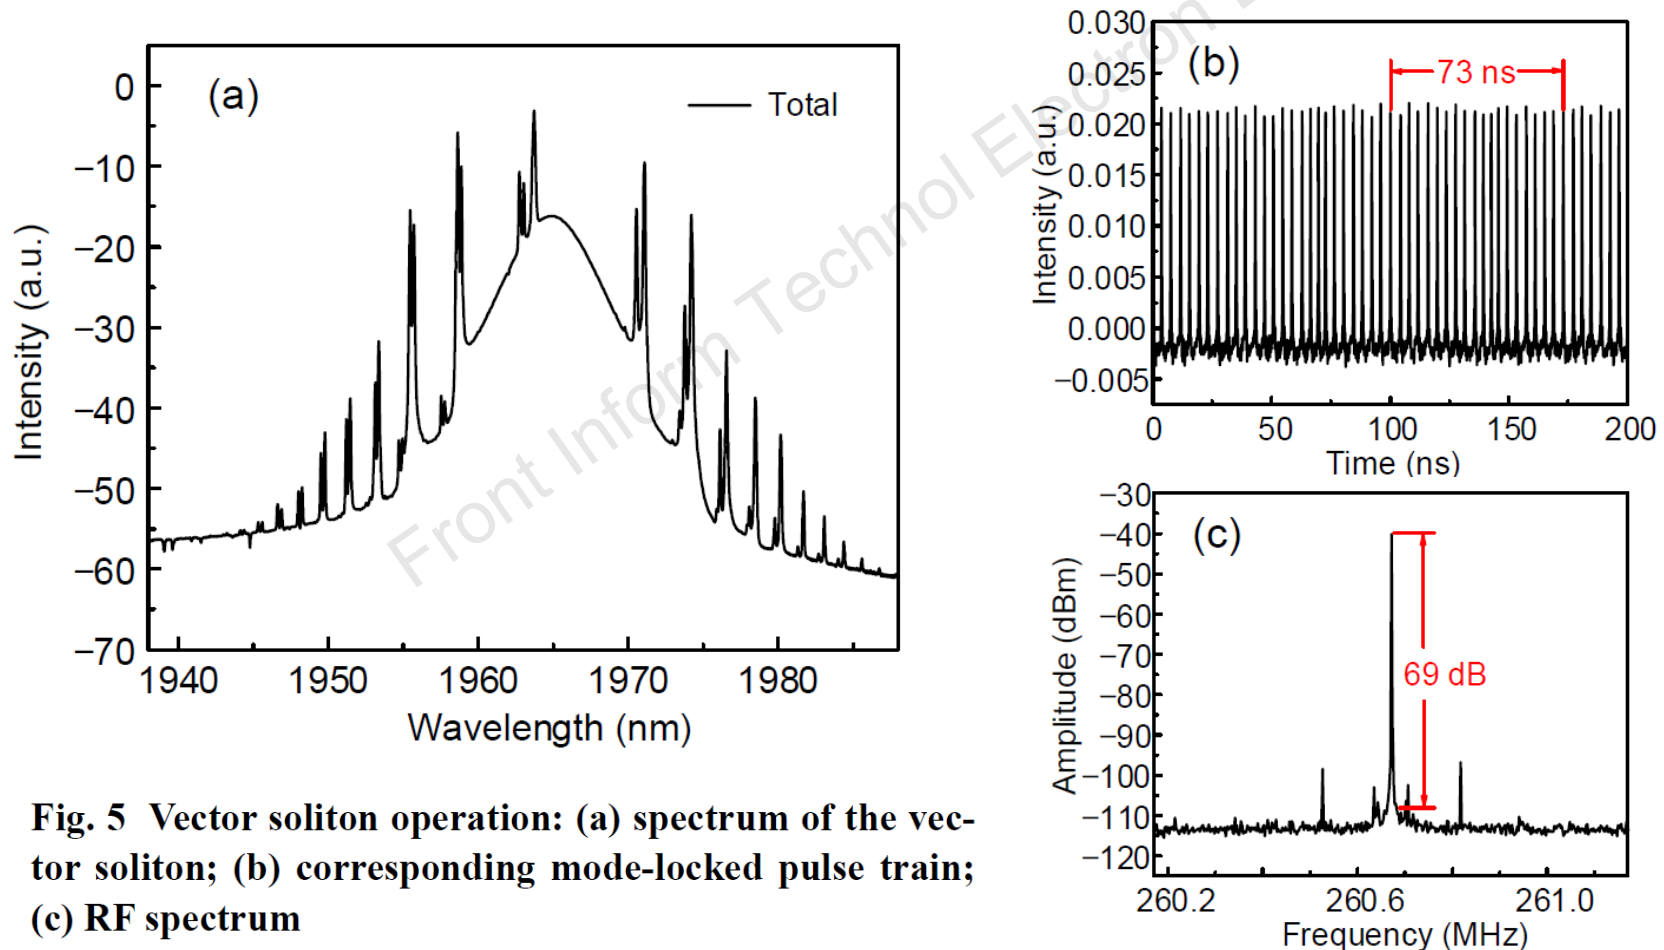 (a)
Total
0
−10
−20
−30
−40
−50
−60
−70
Intensity (a.u.)
1940 1950 1960 1970 1980
Wavelength (nm)
(b)
73 ns
0.030
0.025
0.020
0.015
0.010
0.005
0.000
−0.005
Intensity (a.u.)
0 50 100 150 200
Time (ns)
(c)
69 dB
−30
−40
−50
−60
−70
−80
−90
−100
−110
−120
Amplitude (dBm)
260.2 260.6 261.0
Frequency (MHz)
Front Inform Technol Electron
Fig. 5 Vector soliton operation: (a) spectrum of the vec-
tor soliton; (b) corresponding mode-locked pulse train;
(c) RF spectrum